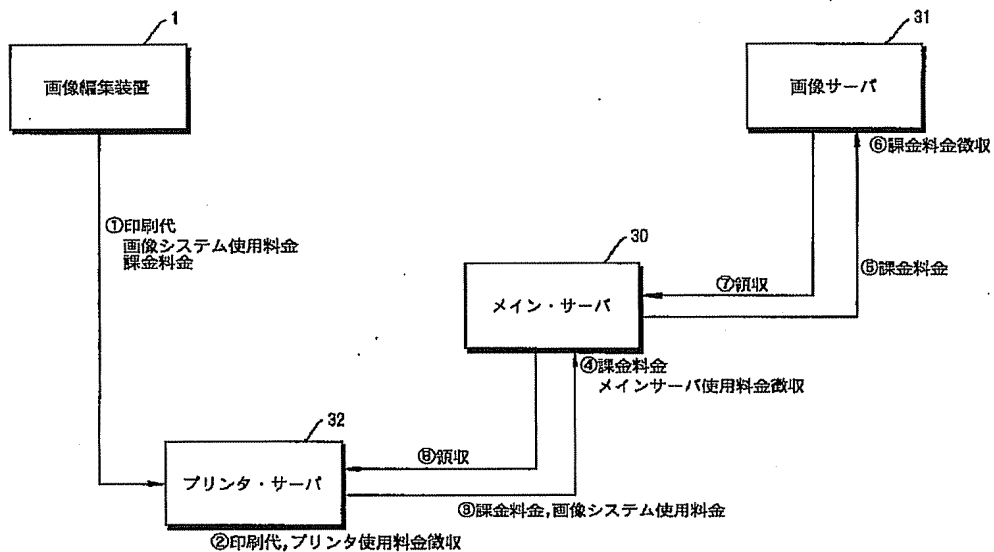 1
画像編集装置
31
画像サーバ
⑥課金料金徴収
①印刷代
画像システム使用料金
課金料金
30
メイン・サーバ
⑦領収
⑤課金料金
④課金料金
メインサーバ使用料金徴収
32
プリンタ・サーバ
⑧領収
③課金料金,画像システム使用料金
②印刷代,プリンタ使用料金徴収